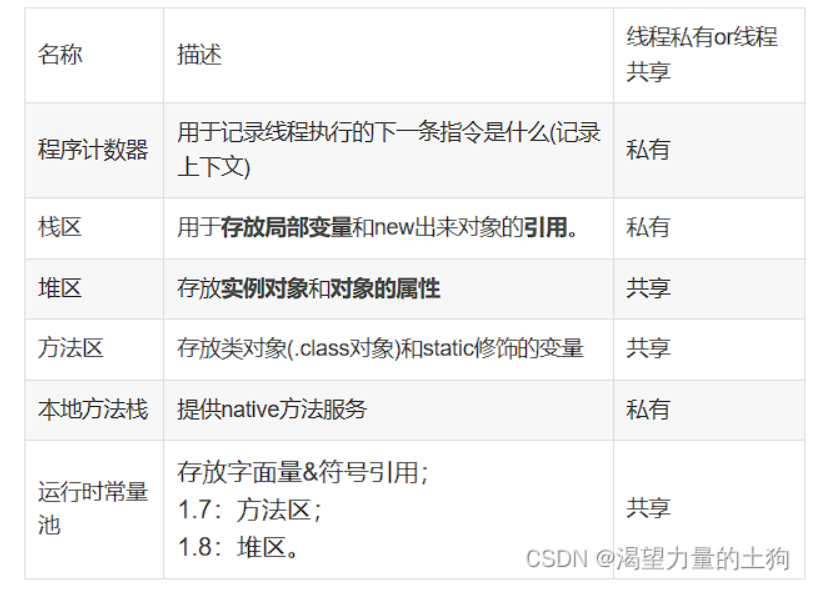 名称 描述 线程私有or线程
共享
程序计数器 用于记录线程执行的下一条指令是什么(记录
上下文) 私有
栈区 用于存放局部变量和new出来对象的引用。 私有
堆区 存放实例对象和对象的属性 共享
方法区 存放类对象(.class对象)和static修饰的变量 共享
本地方法栈 提供native方法服务 私有
运行时常量
池
存放字面量&符号引用；
1.7：方法区；
1.8：堆区。
共享
CSDN @渴望力量的土狗